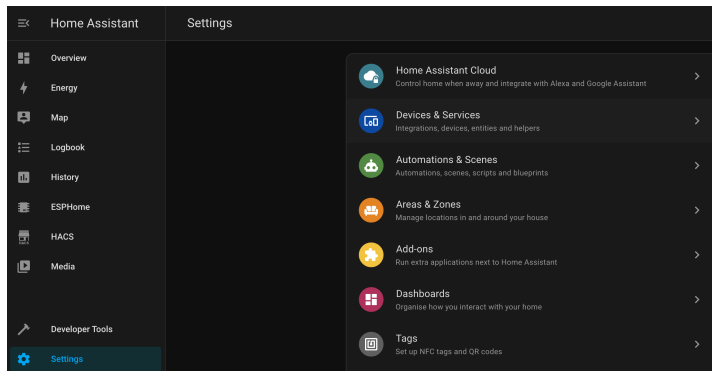 Home Assistant
Settings
Overview
Energy
Map
Logbook
History
ESPHome
HACS
Media
Developer Tools
Settings
Home Assistant Cloud
Control home when away and integrate with Alexa and Google Assistant
Devices & Services
Integrations, devices, entities and helpers
Automations & Scenes
Automations, scenes, scripts and blueprints
Areas & Zones
Manage locations in and around your house
Add-ons
Run extra applications next to Home Assistant
Dashboards
Organise how you interact with your home
Tags
Set up NFC tags and QR codes